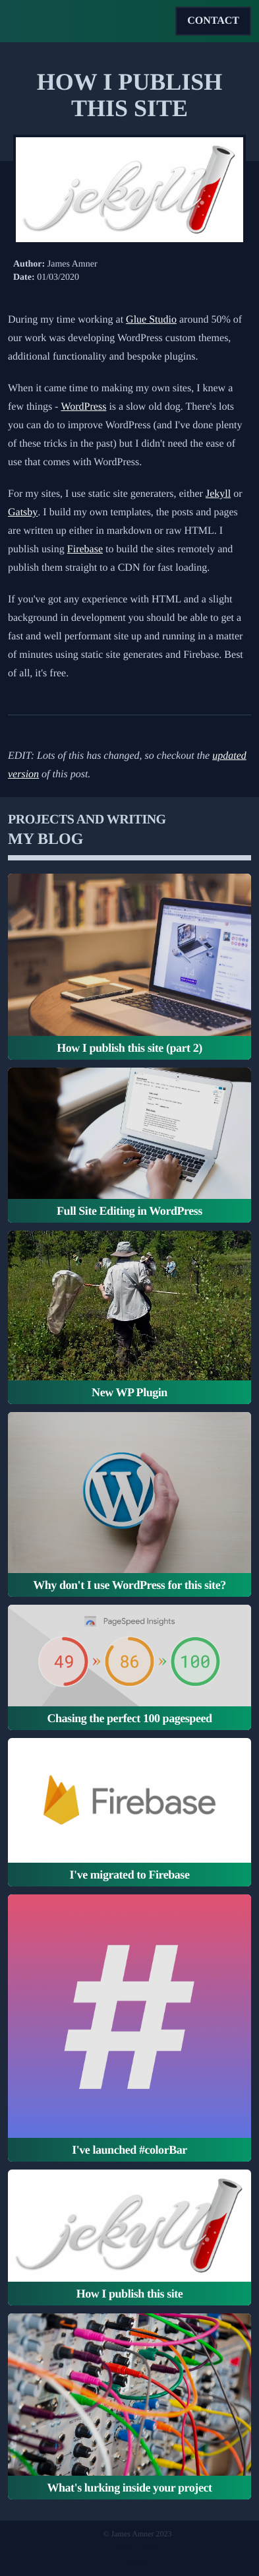 CONTACT
HOW I PUBLISH
THIS SITE
jekyll
Author: James Amner
Date: 01/03/2020
During my time working at Glue Studio around 50% of
our work was developing WordPress custom themes,
additional functionality and bespoke plugins.
When it came time to making my own sites, I knew a
few things - WordPress is a slow old dog. There's lots
you can do to improve WordPress (and I've done plenty
of these tricks in the past) but I didn't need the ease of
use that comes with WordPress.
For my sites, I use static site generaters, either Jekyll or
Gatsby. I build my own templates, the posts and pages
are written up either in markdown or raw HTML. I
publish using Firebase to build the sites remotely and
publish them straight to a CDN for fast loading.
If you've got any experience with HTML and a slight
background in development you should be able to get a
fast and well performant site up and running in a matter
of minutes using static site generates and Firebase. Best
of all, it's free.
EDIT: Lots of this has changed, so checkout the updated
version of this post.
PROJECTS AND WRITING
MY BLOG
How I publish this site (part 2)
Full Site Editing in WordPress
New WP Plugin
Why don't I use WordPress for this site?
PageSpeed Insights
49 » 86 » 100
Chasing the perfect 100 pagespeed
Firebase
I've migrated to Firebase
#
I've launched #colorBar
jekyll
How I publish this site
What's lurking inside your project
© James Amner 2023